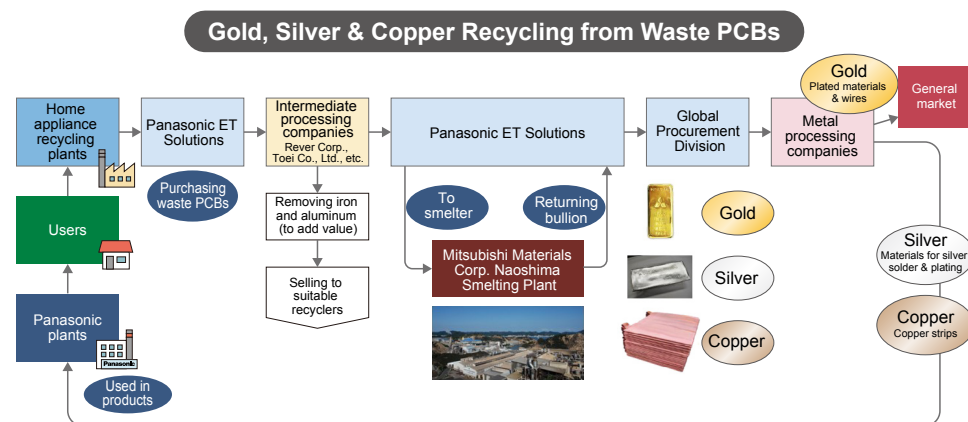 Gold, Silver & Copper Recycling from Waste PCBs
Home
appliance
recycling
plants
Panasonic ET
Solutions
Intermediate
processing
companies
Rever Corp.,
Toei Co., Ltd., etc.
Panasonic ET Solutions
Global
Procurement
Division
Metal
processing
companies
Gold
Plated materials
& wires
General
market
Purchasing
waste PCBs
Removing iron
and aluminum
(to add value)
Selling to
suitable
recyclers
To
smelter
Returning
bullion
Mitsubishi Materials
Corp. Naoshima
Smelting Plant
Gold
Silver
Copper
Silver
Materials for silver
solder & plating
Copper
Copper strips
Users
Panasonic
plants
Panasonic
Used in
products